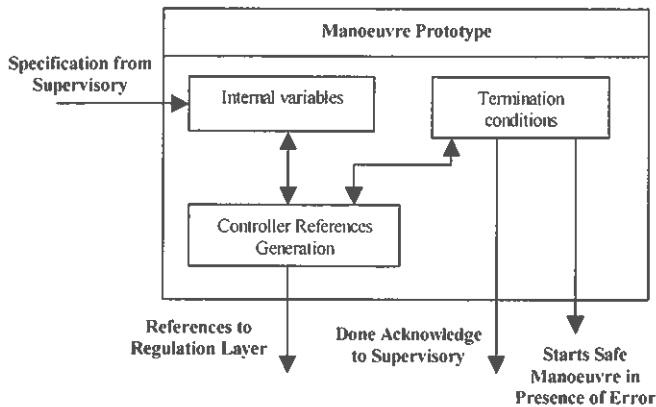 Manoeuvre Prototype
Specification from
Supervisory
Internal variables
Termination
conditions
Controller References
Generation
References to
Regulation Layer
Done Acknowledge
to Supervisory
Starts Safe
Manoeuvre in
Presence of Error